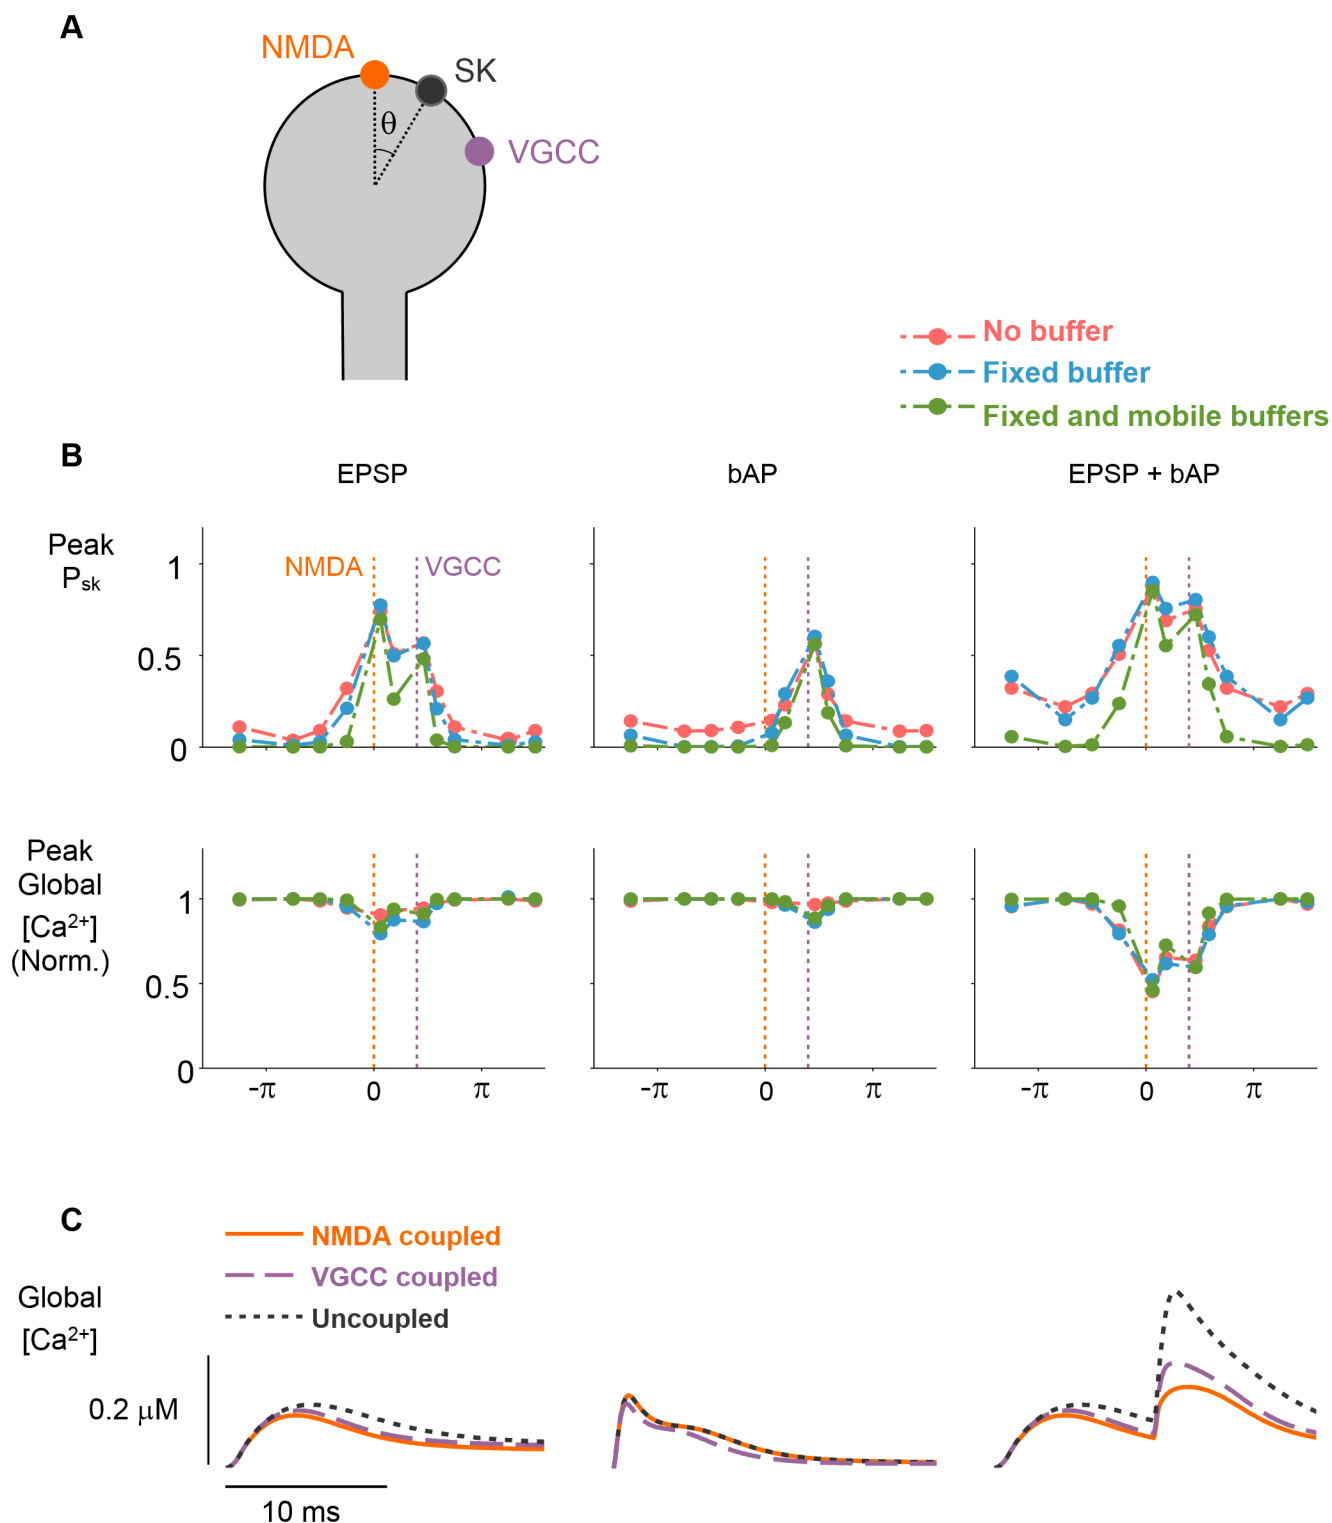 A
NMDA
SK
θ
VGCC
No buffer
Fixed buffer
Fixed and mobile buffers
B
EPSP
bAP
EPSP + bAP
Peak
Psk
1
0.5
0
NMDA
VGCC
Peak
Global
[Ca2+]
(Norm.)
1
0.5
0
-π 0 π
-π 0 π
-π 0 π
C
NMDA coupled
VGCC coupled
Uncoupled
Global
[Ca2+]
0.2 μM
10 ms